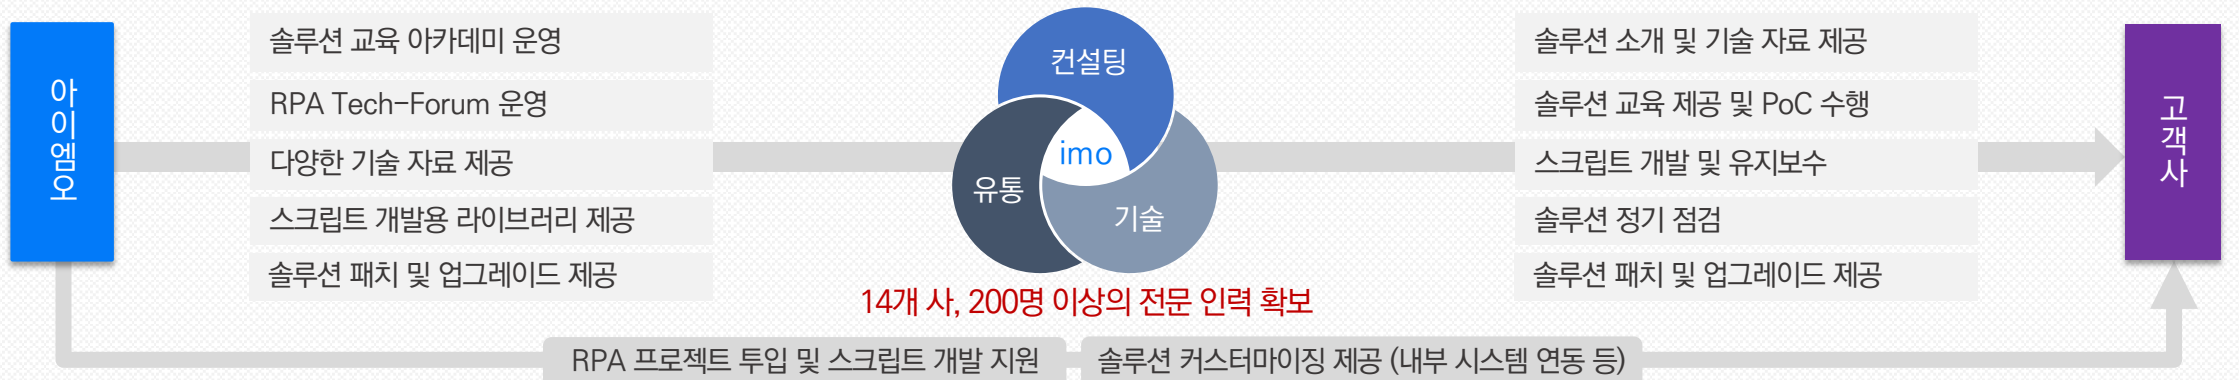 아이엠오
솔루션 교육 아카데미 운영
RPA Tech-Forum 운영
다양한 기술 자료 제공
스크립트 개발용 라이브러리 제공
솔루션 패치 및 업그레이드 제공
컨설팅
imo
유통
기술
14개 사, 200명 이상의 전문 인력 확보
솔루션 소개 및 기술 자료 제공
솔루션 교육 제공 및 PoC 수행
스크립트 개발 및 유지보수
솔루션 정기 점검
솔루션 패치 및 업그레이드 제공
고객사
RPA 프로젝트 투입 및 스크립트 개발 지원
솔루션 커스터마이징 제공 (내부 시스템 연동 등)